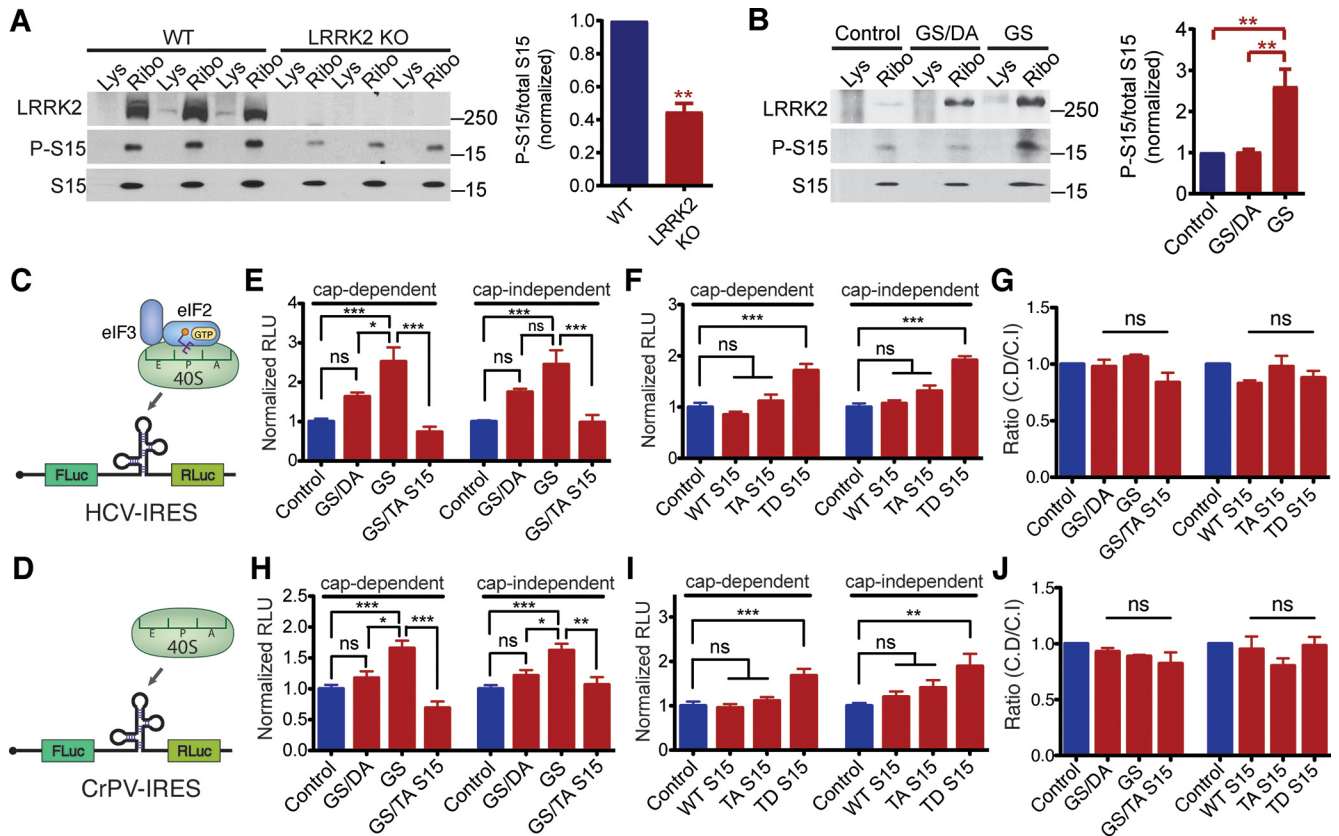 A
WT
LRRK2 KO
Lys Ribo Lys Ribo Lys Ribo Lys Ribo Lys Ribo Lys Ribo
LRRK2
250
P-S15
15
S15
15
P-S15/total S15
(normalized)
1.0
0.8
0.6
0.4
0.2
0.0
**
WT
LRRK2
KO
B
Control GS/DA GS
Lys Ribo Lys Ribo Lys Ribo
LRRK2
250
P-S15
15
S15
15
P-S15/total S15
(normalized)
4
3
2
1
0
**
**
Control
GS/DA
GS
C
eIF3
eIF2
GTP
E P A
40S
FLuc
RLuc
HCV-IRES
D
E P A
40S
FLuc
RLuc
CrPV-IRES
E
cap-dependent cap-independent
Normalized RLU
4
3
2
1
0
*** ***
* *** ns ***
ns ns
Control GS/DA GS GS/TA S15 Control GS/DA GS GS/TA S15
F
cap-dependent cap-independent
Normalized RLU
3
2
1
0
*** ***
ns ns
Control WT S15 TA S15 TD S15 Control WT S15 TA S15 TD S15
G
Ratio (C.D/C.I)
1.5
1.0
0.5
0.0
ns ns
Control GS/DA GS GS/TA S15 Control WT S15 TA S15 TD S15
H
cap-dependent cap-independent
Normalized RLU
2.5
2.0
1.5
1.0
0.5
0.0
*** ***
* *** * **
ns ns
Control GS/DA GS GS/TA S15 Control GS/DA GS GS/TA S15
I
cap-dependent cap-independent
Normalized RLU
3
2
1
0
*** **
ns ns
Control WT S15 TA S15 TD S15 Control WT S15 TA S15 TD S15
J
Ratio (C.D/C.I)
1.5
1.0
0.5
0.0
ns ns
Control GS/DA GS GS/TA S15 Control WT S15 TA S15 TD S15